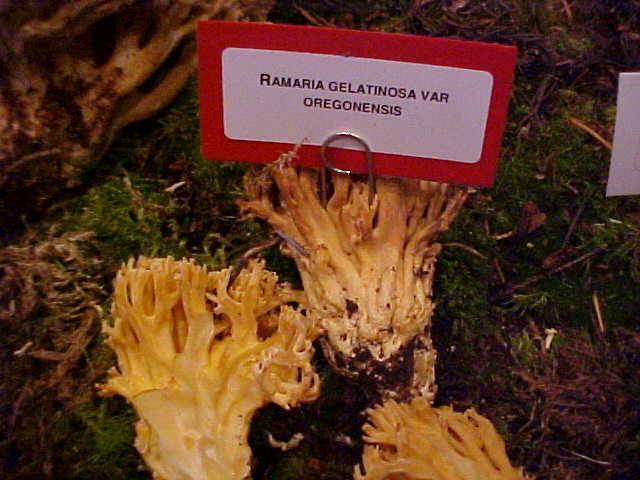 RAMARIA GELATINOSA VAR
OREGONENSIS